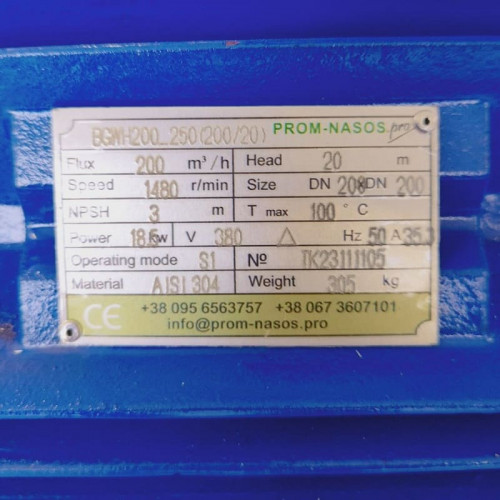 BGWH200_250(200/20) PROM-NASOS.pro
Flux 200 m³/h Head 20 m
Speed 1480 r/min Size DN 200 DN 200
NPSH 3 m T max 100 °C
Power 18.5 kw V 380 △ Hz 50 A 35.3
Operating mode S1 № TK23111105
Material AISI 304 Weight 305 kg
CE +38 095 6563757 +38 067 3607101
info@prom-nasos.pro